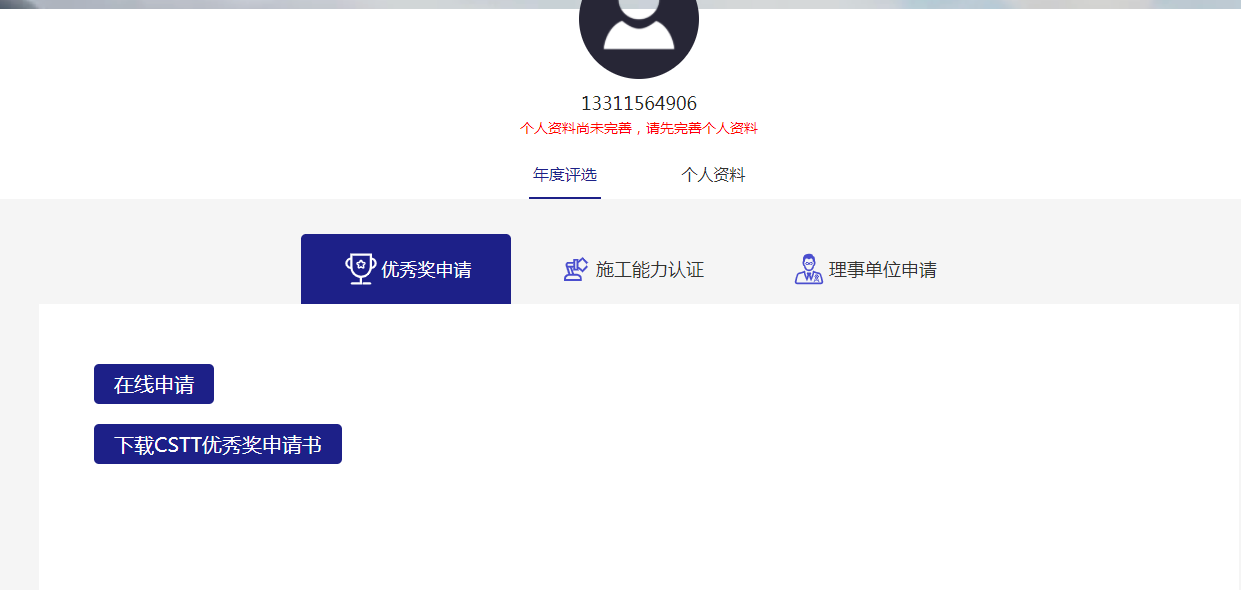 13311564906
个人资料尚未完善，请先完善个人资料
年度评选 个人资料
优秀奖申请 施工能力认证 理事单位申请
在线申请
下载CSTT优秀奖申请书